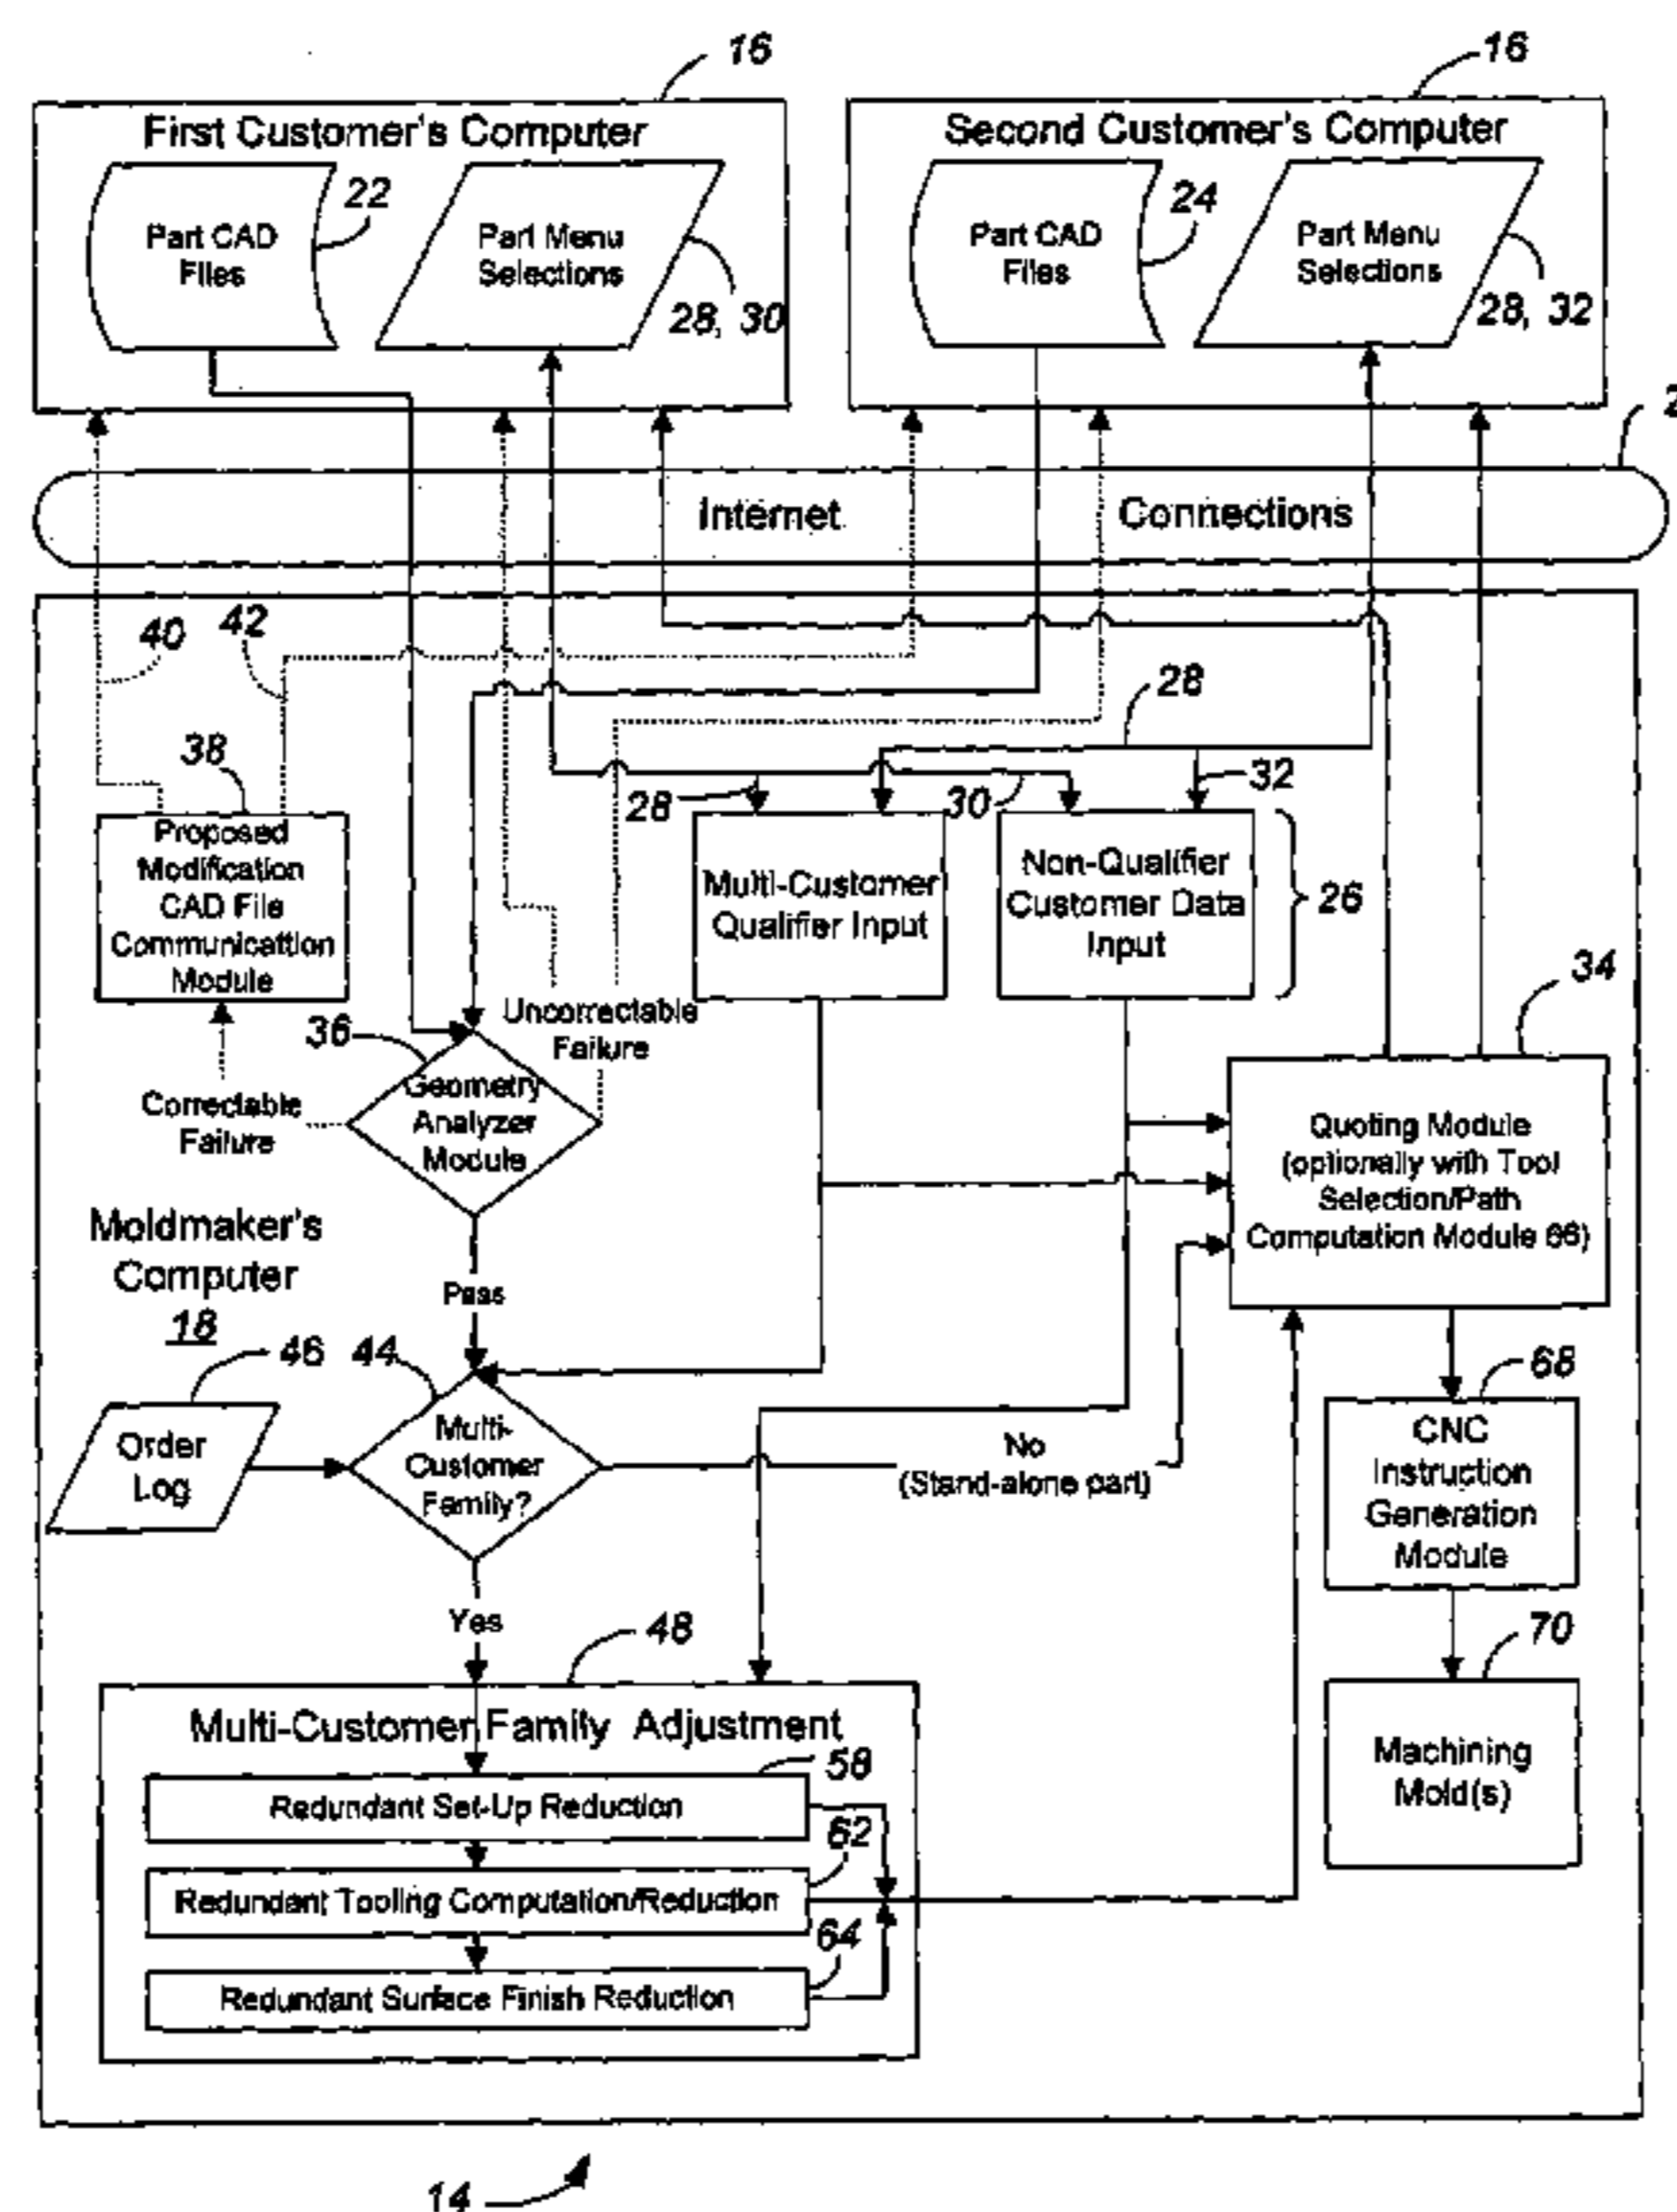 16
16
First Customer's Computer
Second Customer's Computer
22
Part CAD
Files
Part Menu
Selections
28, 30
24
Part CAD
Files
Part Menu
Selections
28, 32
Internet Connections
40
42
28
38
28
30
32
Proposed
Modification
CAD File
Communicattion
Module
Multi-Customer
Qualifier Input
Non-Qualifier
Customer Data
Input
26
34
36
Uncorrectable
Failure
Correctable
Failure
Geometry
Analyzer
Module
Quoting Module
(optionally with Tool
Selection/Path
Computation Module 66)
Moldmaker's
Computer
18
Pass
46
44
68
Order
Log
Multi-
Customer
Family?
No
(Stand-alone part)
CNC
Instruction
Generation
Module
Yes
48
70
Multi-Customer Family Adjustment
58
Redundant Set-Up Reduction
62
Redundant Tooling Computation/Reduction
64
Redundant Surface Finish Reduction
Machining
Mold(s)
14